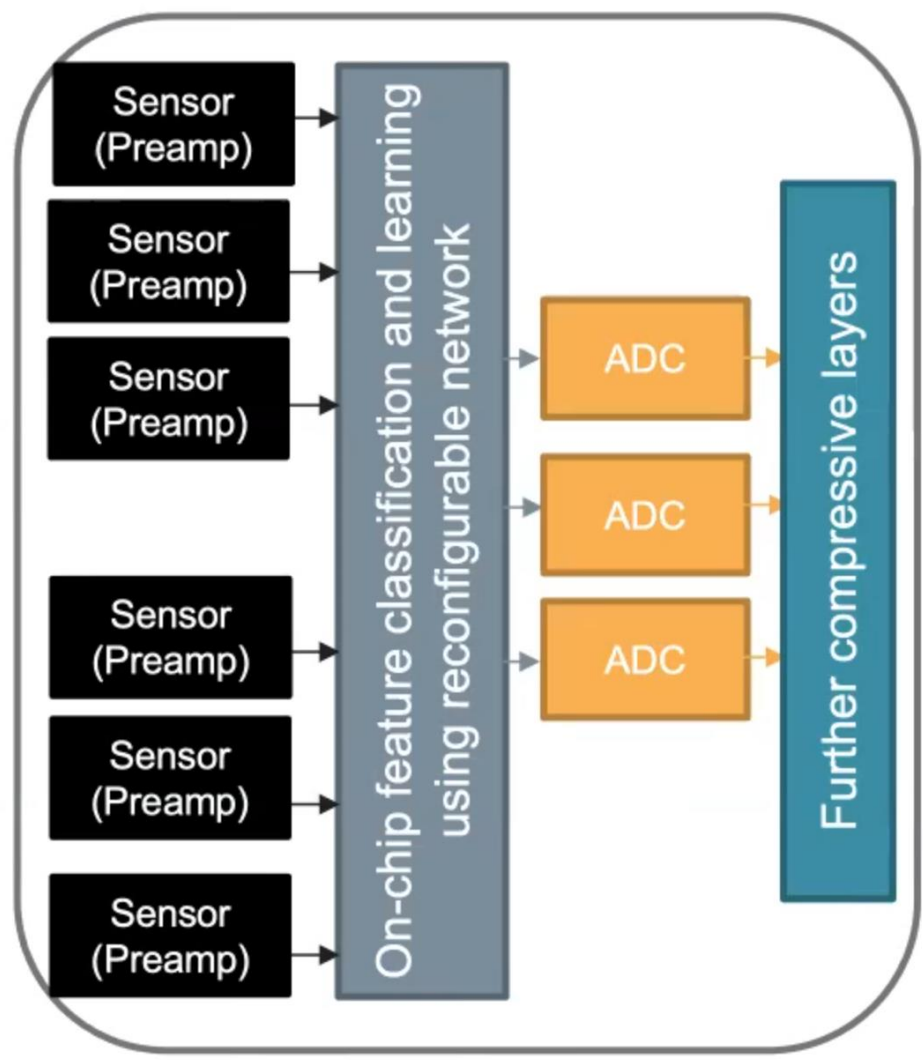 Sensor
(Preamp)
Sensor
(Preamp)
Sensor
(Preamp)
Sensor
(Preamp)
Sensor
(Preamp)
Sensor
(Preamp)
On-chip feature classification and learning
using reconfigurable network
ADC
ADC
ADC
Further compressive layers